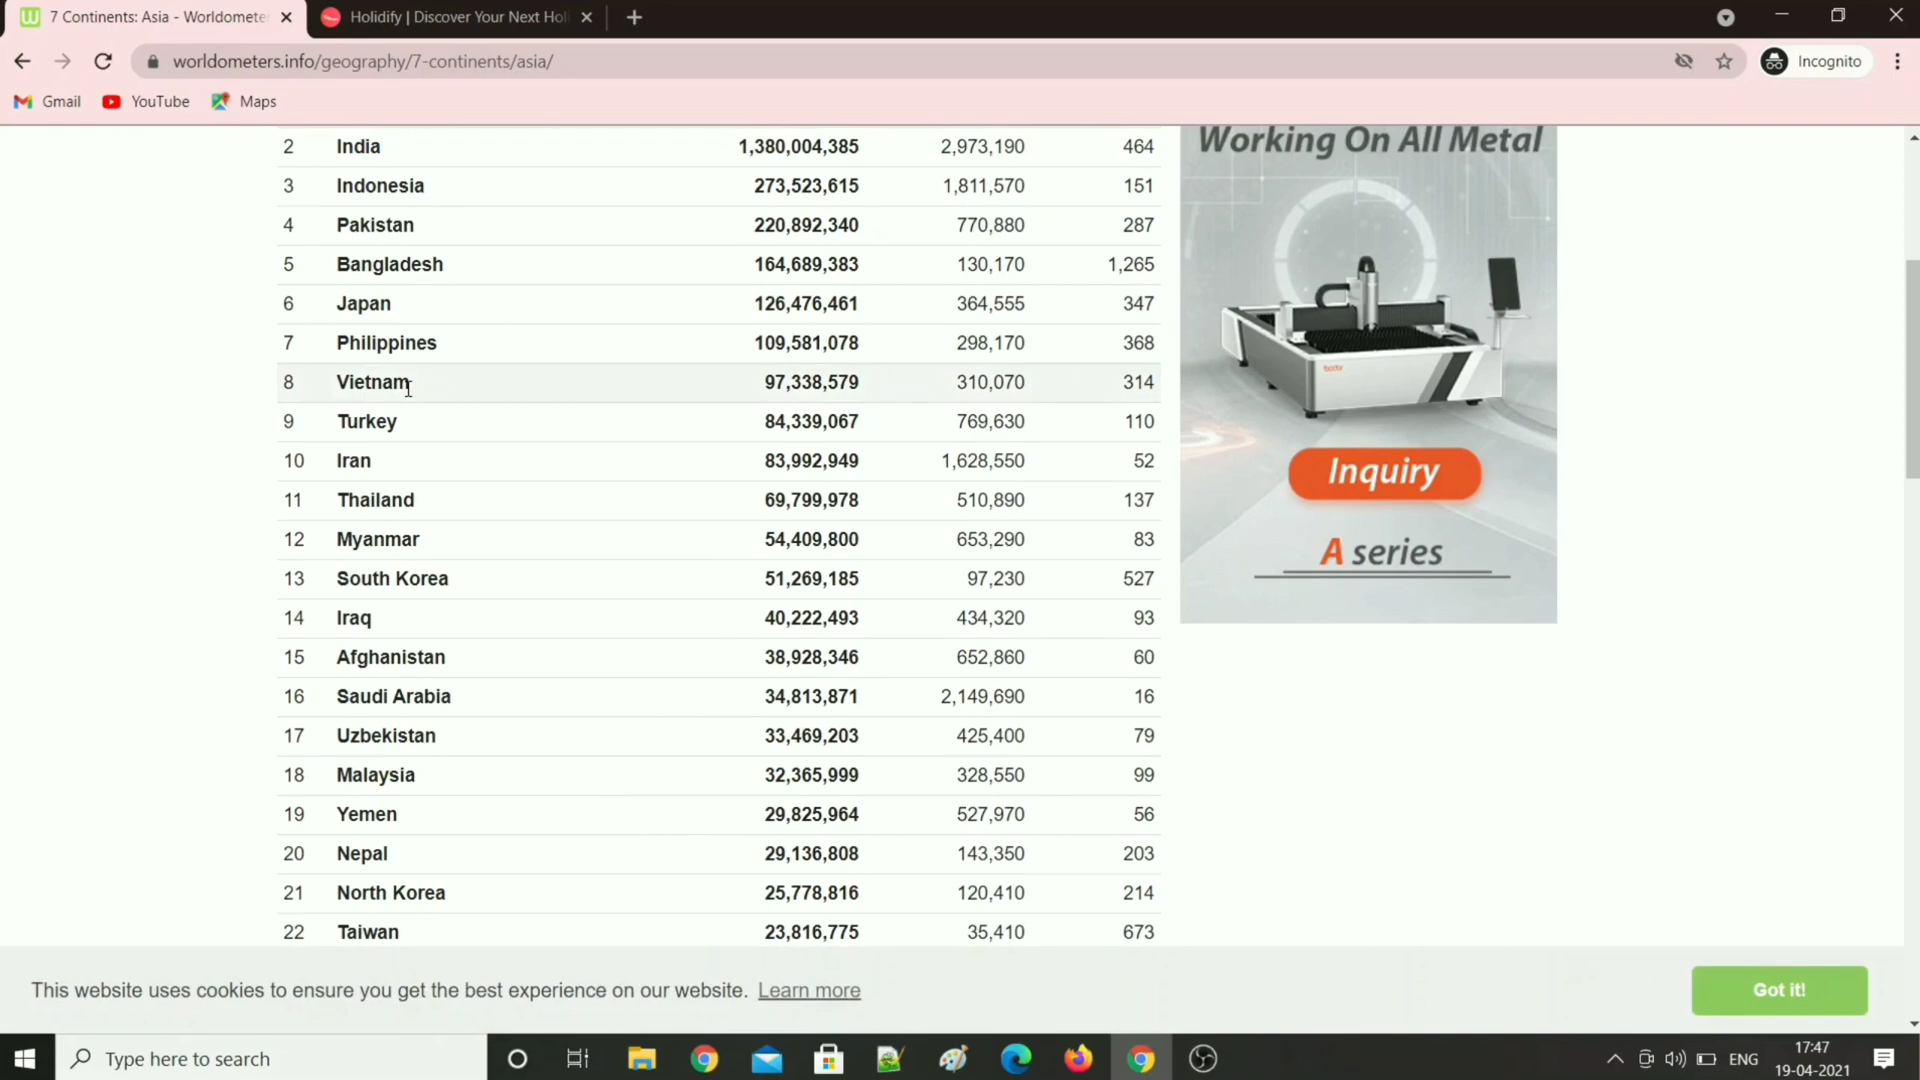 7 Continents: Asia - Worldometer
Holidify | Discover Your Next Holi
worldometers.info/geography/7-continents/asia/
Incognito
Gmail
YouTube
Maps
2 India 1,380,004,385 2,973,190 464
3 Indonesia 273,523,615 1,811,570 151
4 Pakistan 220,892,340 770,880 287
5 Bangladesh 164,689,383 130,170 1,265
6 Japan 126,476,461 364,555 347
7 Philippines 109,581,078 298,170 368
8 Vietnam 97,338,579 310,070 314
9 Turkey 84,339,067 769,630 110
10 Iran 83,992,949 1,628,550 52
11 Thailand 69,799,978 510,890 137
12 Myanmar 54,409,800 653,290 83
13 South Korea 51,269,185 97,230 527
14 Iraq 40,222,493 434,320 93
15 Afghanistan 38,928,346 652,860 60
16 Saudi Arabia 34,813,871 2,149,690 16
17 Uzbekistan 33,469,203 425,400 79
18 Malaysia 32,365,999 328,550 99
19 Yemen 29,825,964 527,970 56
20 Nepal 29,136,808 143,350 203
21 North Korea 25,778,816 120,410 214
22 Taiwan 23,816,775 35,410 673
Working On All Metal
Inquiry
A series
This website uses cookies to ensure you get the best experience on our website. Learn more
Got it!
Type here to search
ENG
17:47
19-04-2021